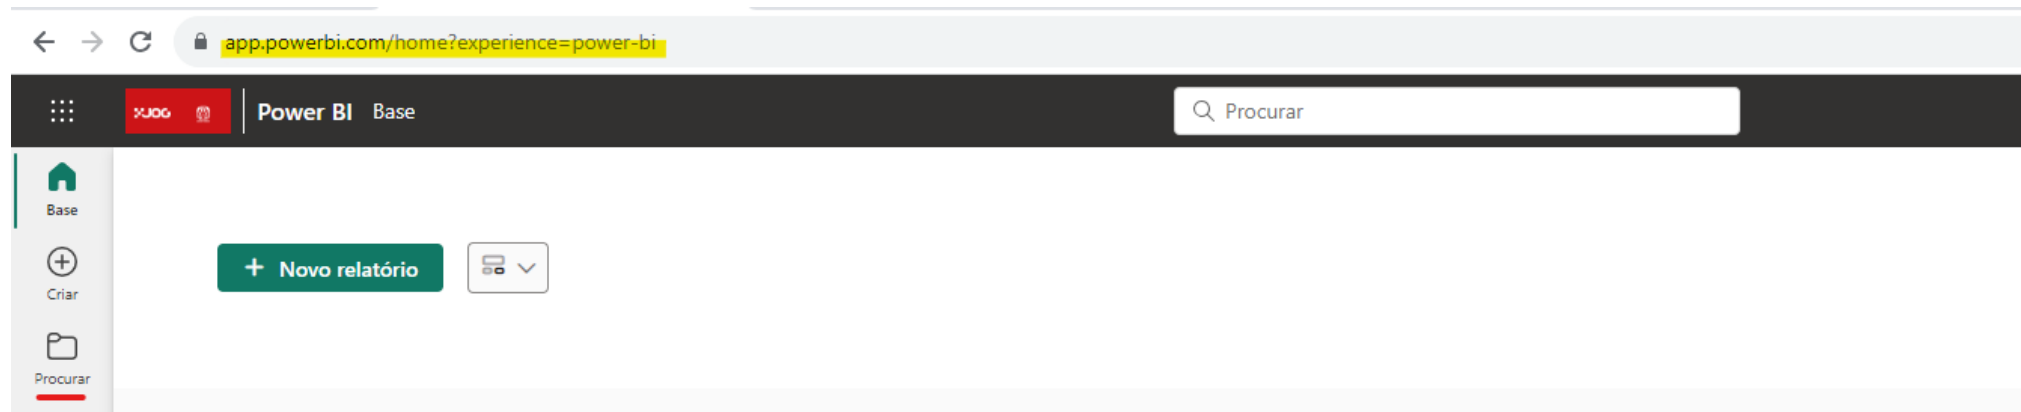 app.powerbi.com/home?experience=power-bi
Power BI Base
Procurar
Base
+ Novo relatório
Criar
Procurar